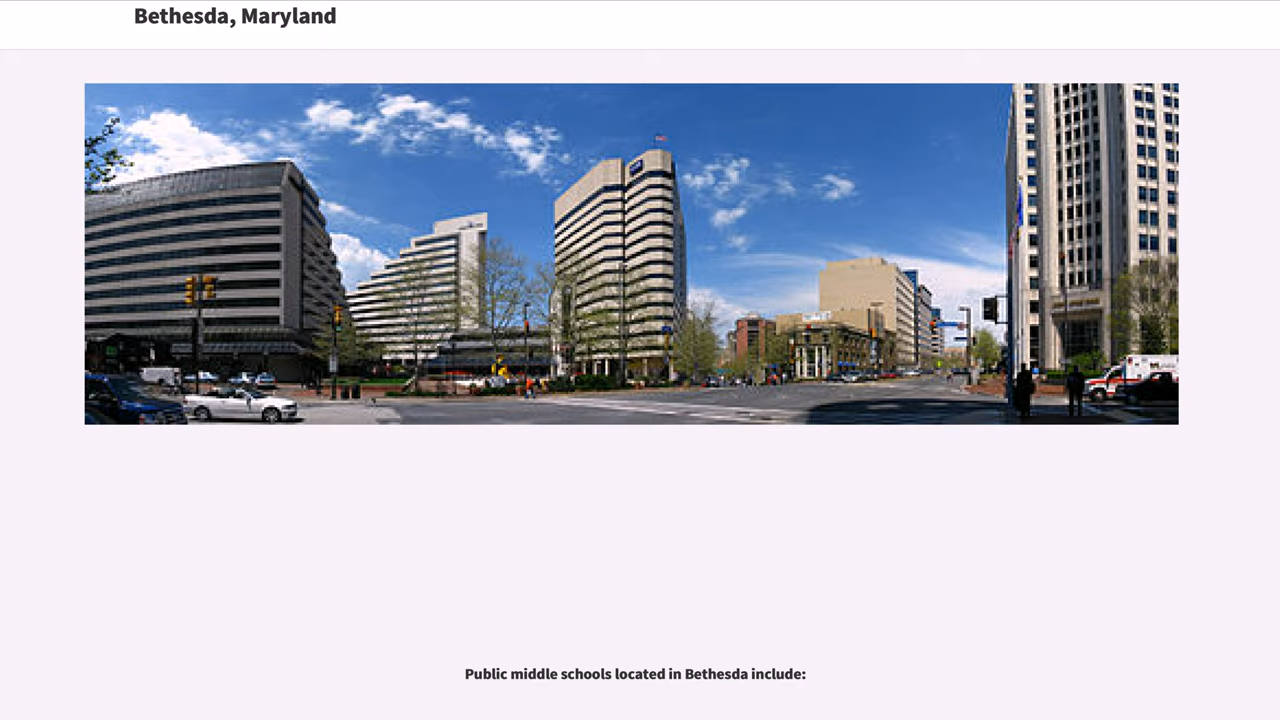 Bethesda, Maryland
Public middle schools located in Bethesda include: